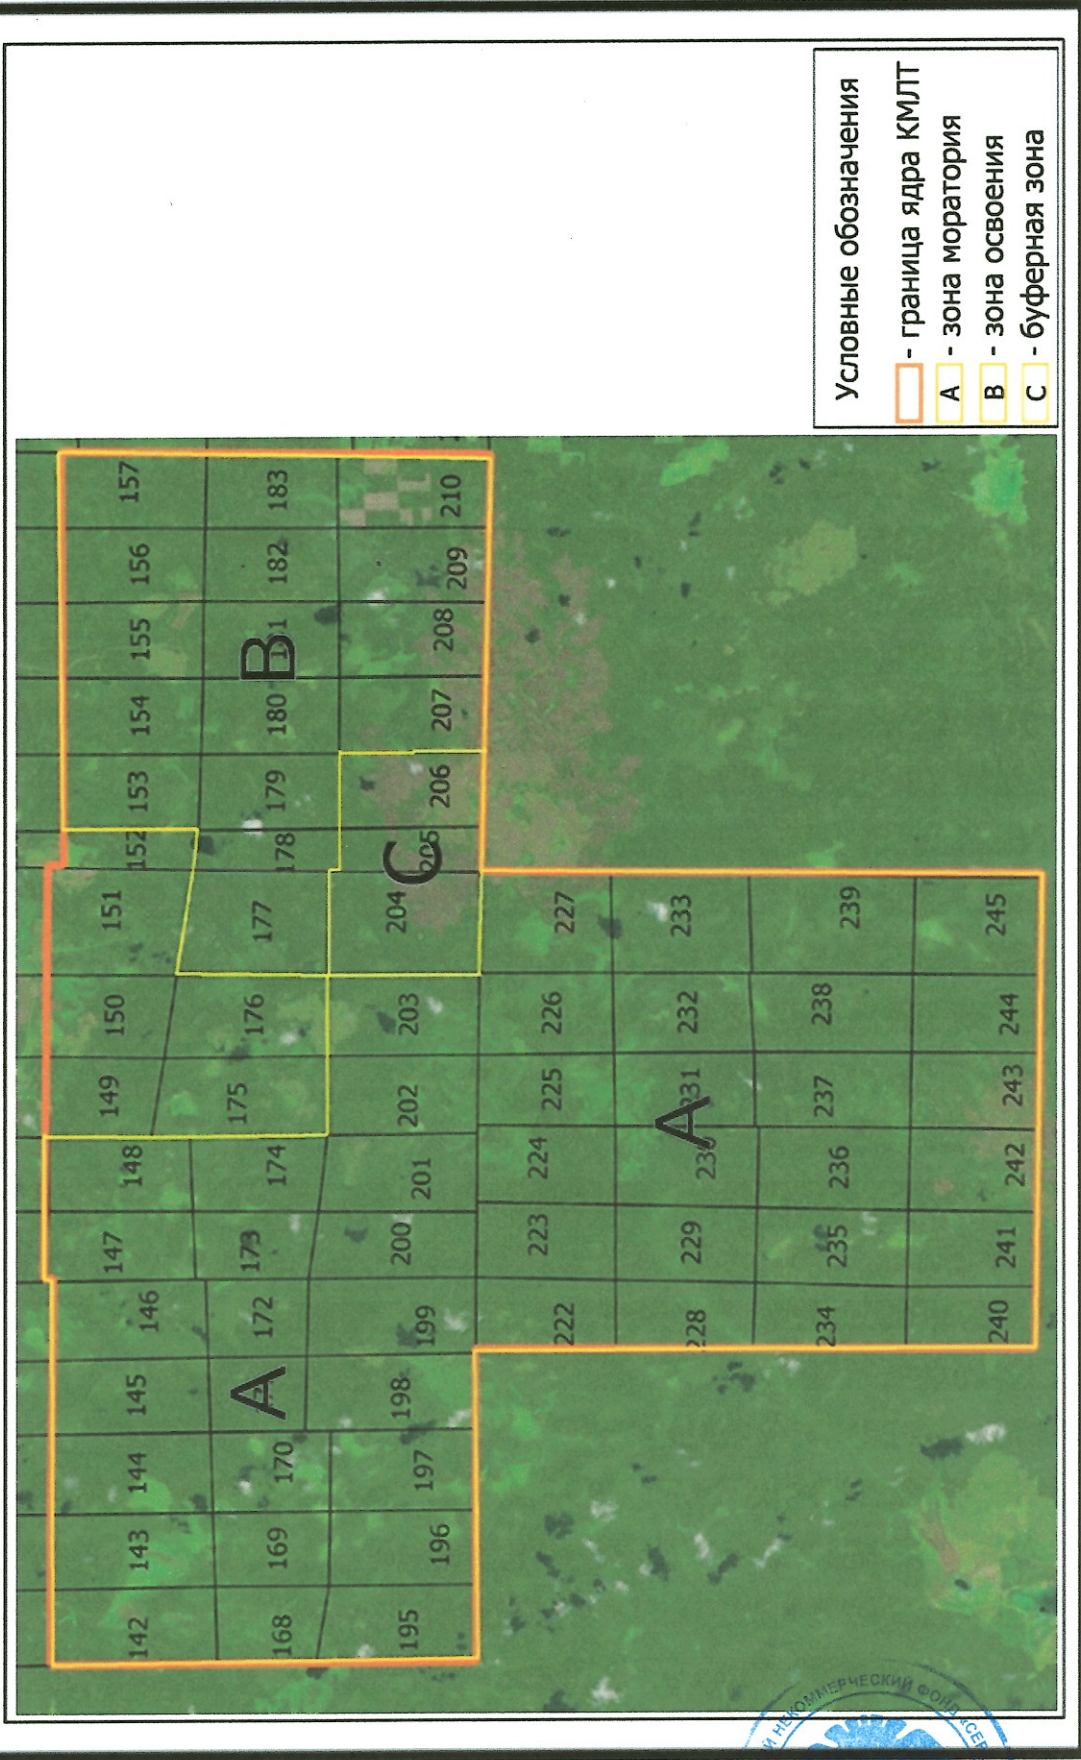 Условные обозначения
- граница ядра КМЛТ
A - зона моратория
B - зона освоения
C - буферная зона
142 143 144 145 146 147 148 149 150 151 152 153 154 155 156 157
168 169 170 172 173 174 175 176 177 178 179 180 182 183
A
B
195 196 197 198 199 200 201 202 203 204 206 207 208 209 210
C
222 223 224 225 226 227
228 229 232 233
A
234 235 236 237 238 239
240 241 242 243 244 245
НЕКОММЕРЧЕСКИЙ ФОНД